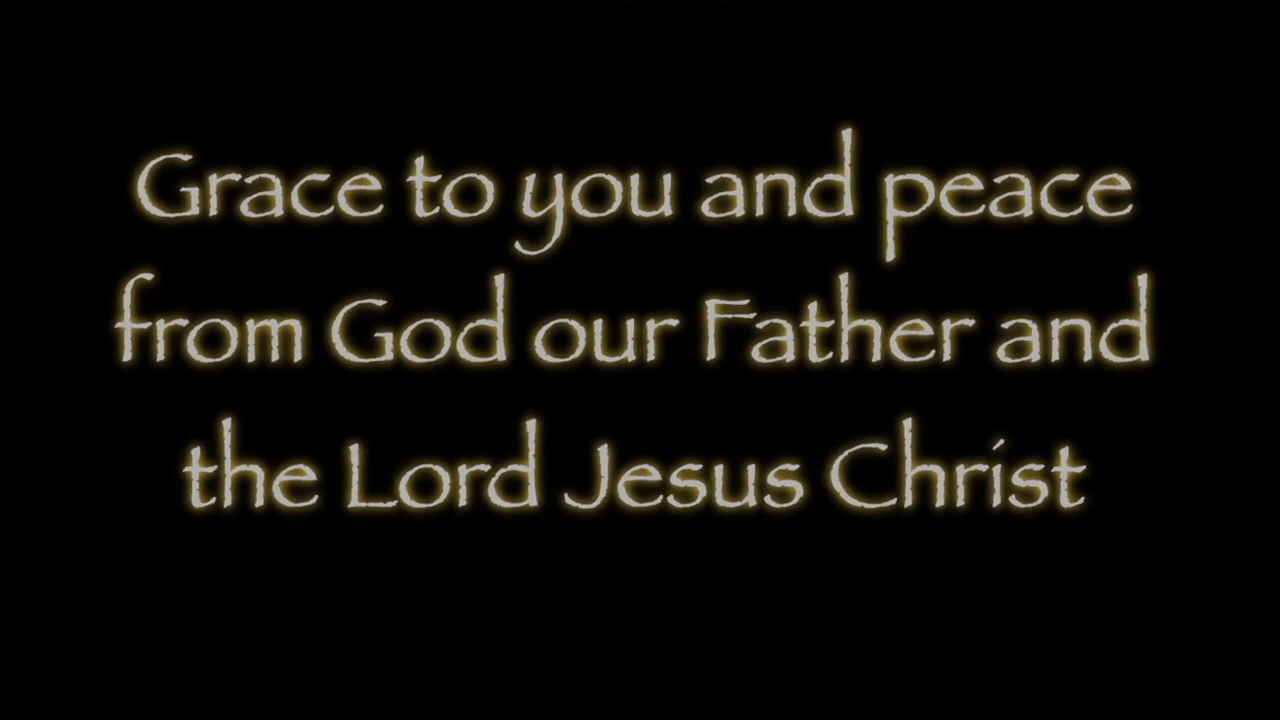 Grace to you and peace
from God our Father and
the Lord Jesus Christ